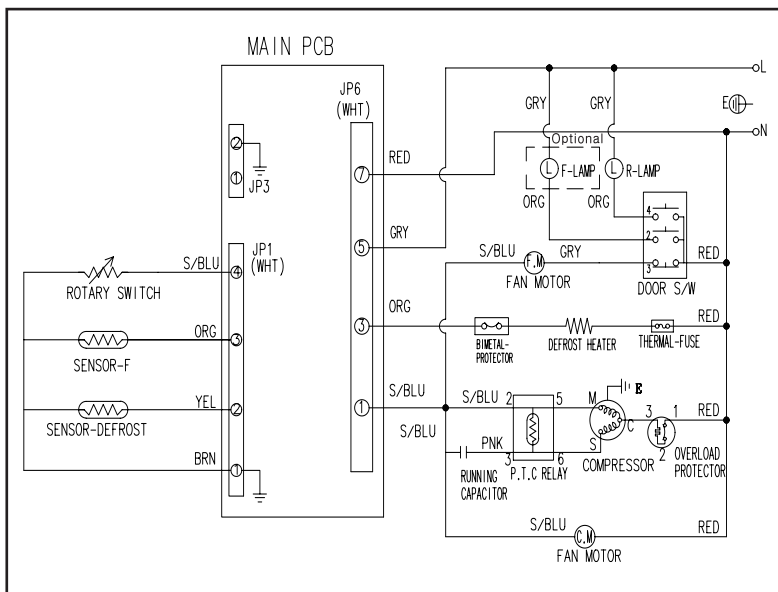 MAIN PCB
JP6
(WHT)
2
1
JP3
RED
7
GRY
5
ORG
3
S/BLU
1
JP1
(WHT)
S/BLU
4
ROTARY SWITCH
ORG
3
SENSOR-F
YEL
2
SENSOR-DEFROST
BRN
1
L
E
N
GRY
GRY
Optional
L
F-LAMP
L
R-LAMP
ORG
ORG
4
2
3
DOOR S/W
RED
S/BLU
F.M
GRY
FAN MOTOR
BIMETAL-
PROTECTOR
DEFROST HEATER
THERMAL-FUSE
RED
S/BLU
S/BLU
2
5
M
E
C
S
3
1
RED
2
OVERLOAD
PROTECTOR
COMPRESSOR
PNK
3
6
P.T.C RELAY
RUNNING
CAPACITOR
S/BLU
C.M
FAN MOTOR
RED